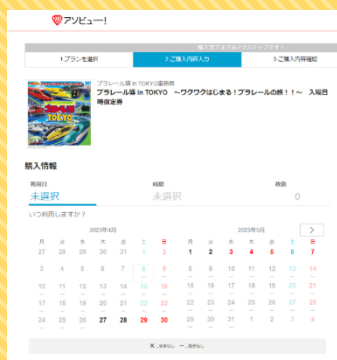 アソビュー!
購入完了まであと2ステップです!
1.プランを選択
2.ご購入内容入力
3.ご購入内容確認
プラレール博 in TOKYO事務局
プラレール博 in TOKYO ～ワクワクはじまる!プラレールの旅!!～ 入場日
時指定券
購入情報
利用日
時間
枚数
未選択
未選択
0
いつ利用しますか?
2023年4月
月 火 水 木 金 土 日
27 28 29 30 31 1 2
3 4 5 6 7 8 9
10 11 12 13 14 15 16
17 18 19 20 21 22 23
24 25 26 27 28 29 30
2023年5月
月 火 水 木 金 土 日
1 2 3 4 5 6 7
8 9 10 11 12 13 14
15 16 17 18 19 20 21
22 23 24 25 26 27 28
29 30 31 1 2 3 4